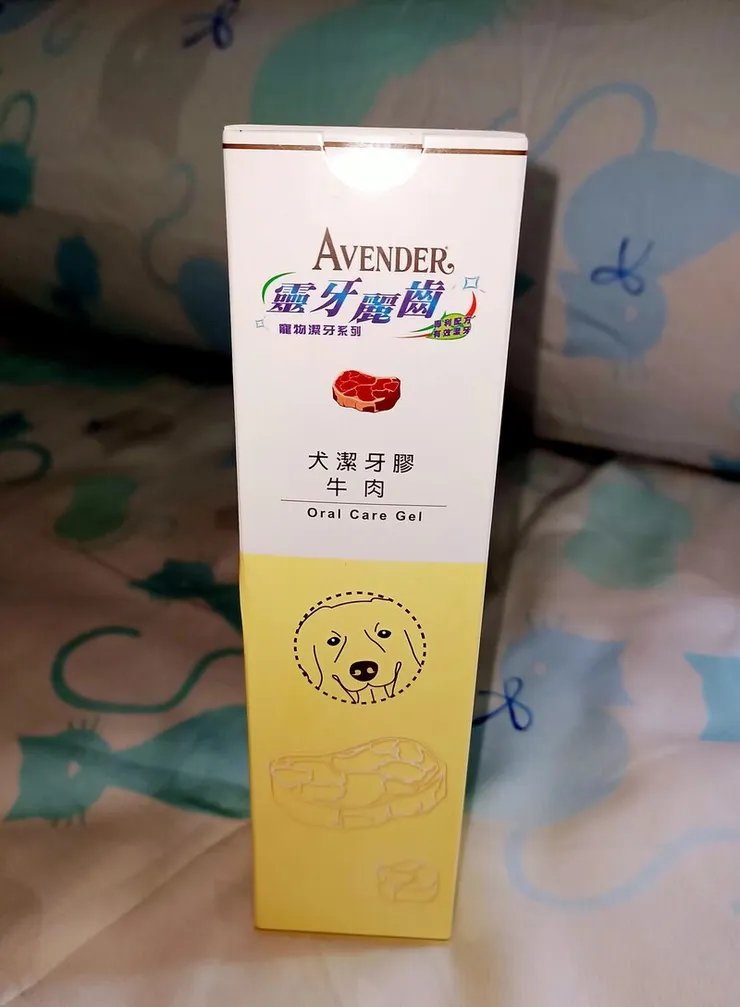 AVENDER
靈牙麗齒
寵物潔牙系列
專利配方
有效潔牙
犬潔牙膠
牛肉
Oral Care Gel